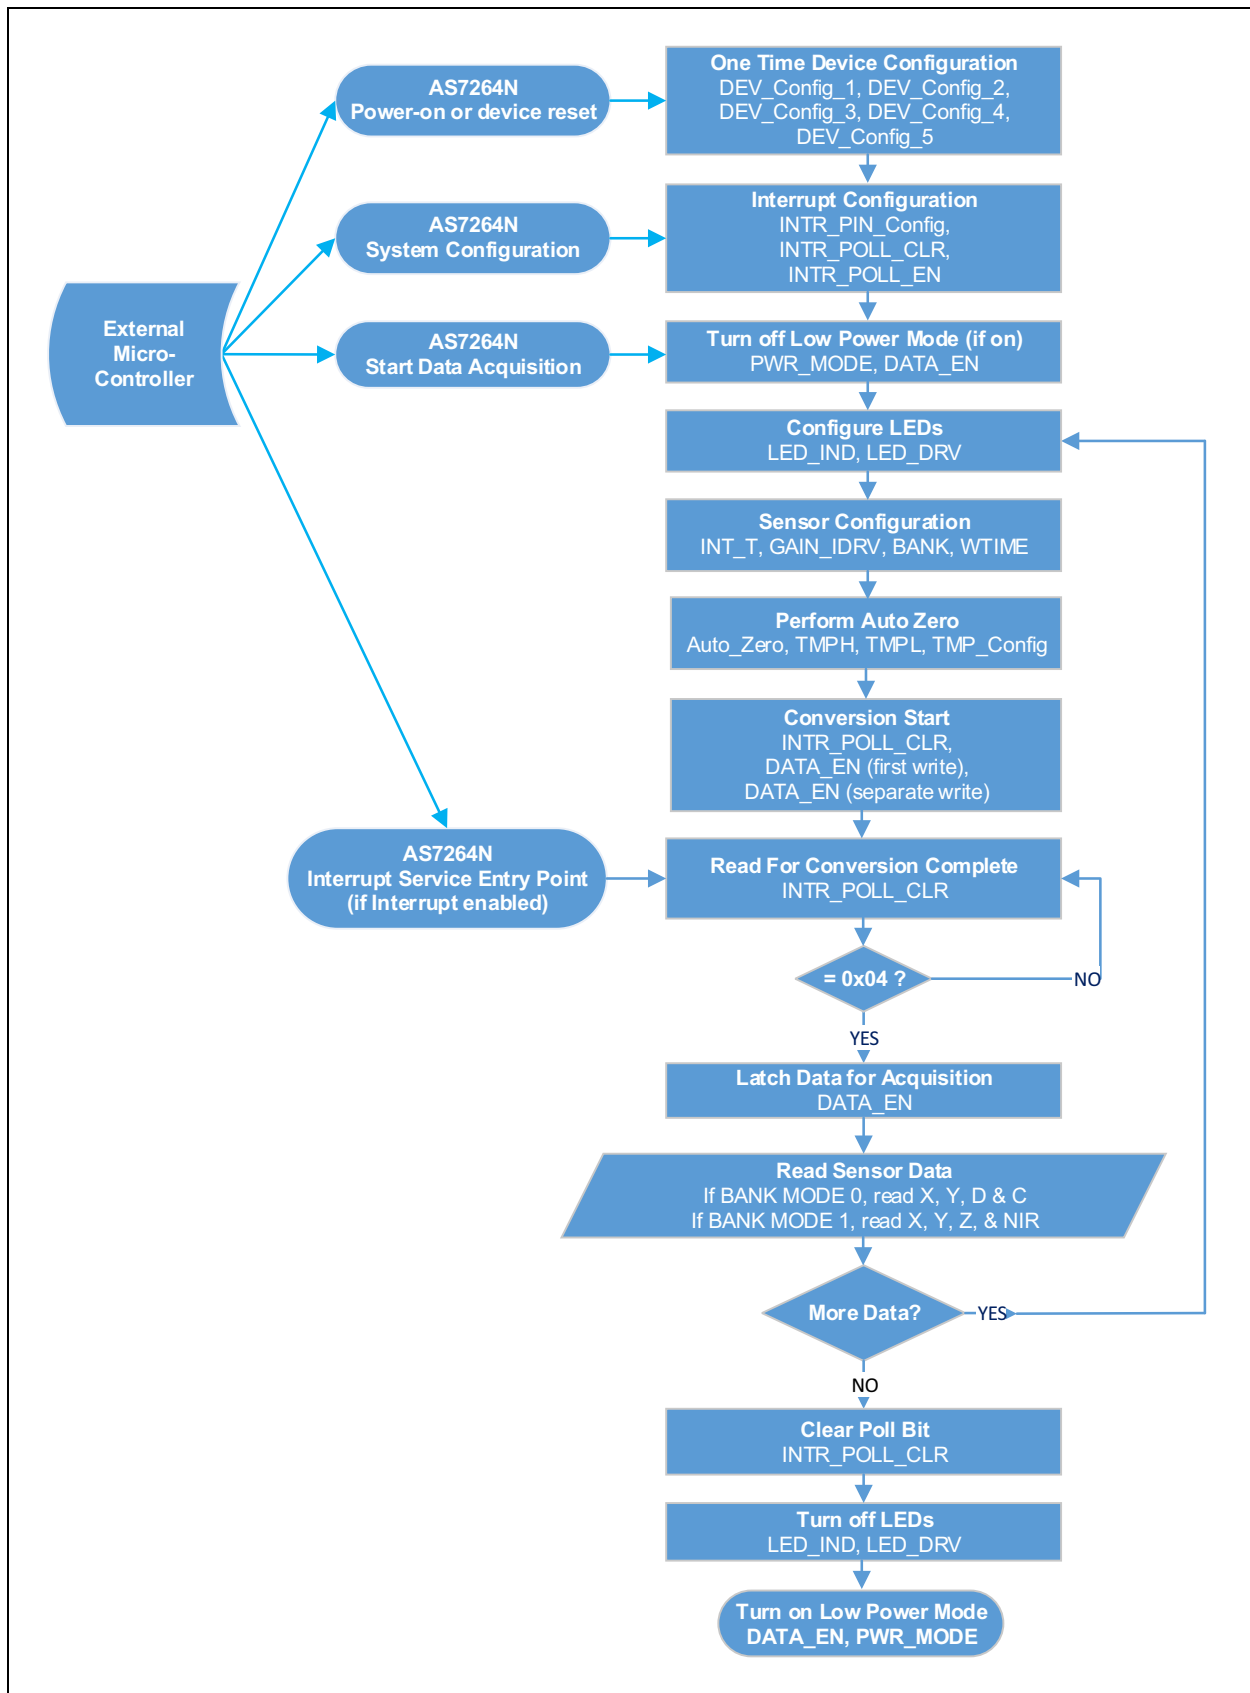 One Time Device Configuration
DEV_Config_1, DEV_Config_2,
DEV_Config_3, DEV_Config_4,
DEV_Config_5
AS7264N
Power-on or device reset
Interrupt Configuration
INTR_PIN_Config,
INTR_POLL_CLR,
INTR_POLL_EN
AS7264N
System Configuration
External
Micro-
Controller
AS7264N
Start Data Acquisition
Turn off Low Power Mode (if on)
PWR_MODE, DATA_EN
Configure LEDs
LED_IND, LED_DRV
Sensor Configuration
INT_T, GAIN_IDRV, BANK, WTIME
Perform Auto Zero
Auto_Zero, TMPH, TMPL, TMP_Config
Conversion Start
INTR_POLL_CLR,
DATA_EN (first write),
DATA_EN (separate write)
AS7264N
Interrupt Service Entry Point
(if Interrupt enabled)
Read For Conversion Complete
INTR_POLL_CLR
= 0x04 ?
NO
YES
Latch Data for Acquisition
DATA_EN
Read Sensor Data
If BANK MODE 0, read X, Y, D & C
If BANK MODE 1, read X, Y, Z, & NIR
More Data?
YES
NO
Clear Poll Bit
INTR_POLL_CLR
Turn off LEDs
LED_IND, LED_DRV
Turn on Low Power Mode
DATA_EN, PWR_MODE